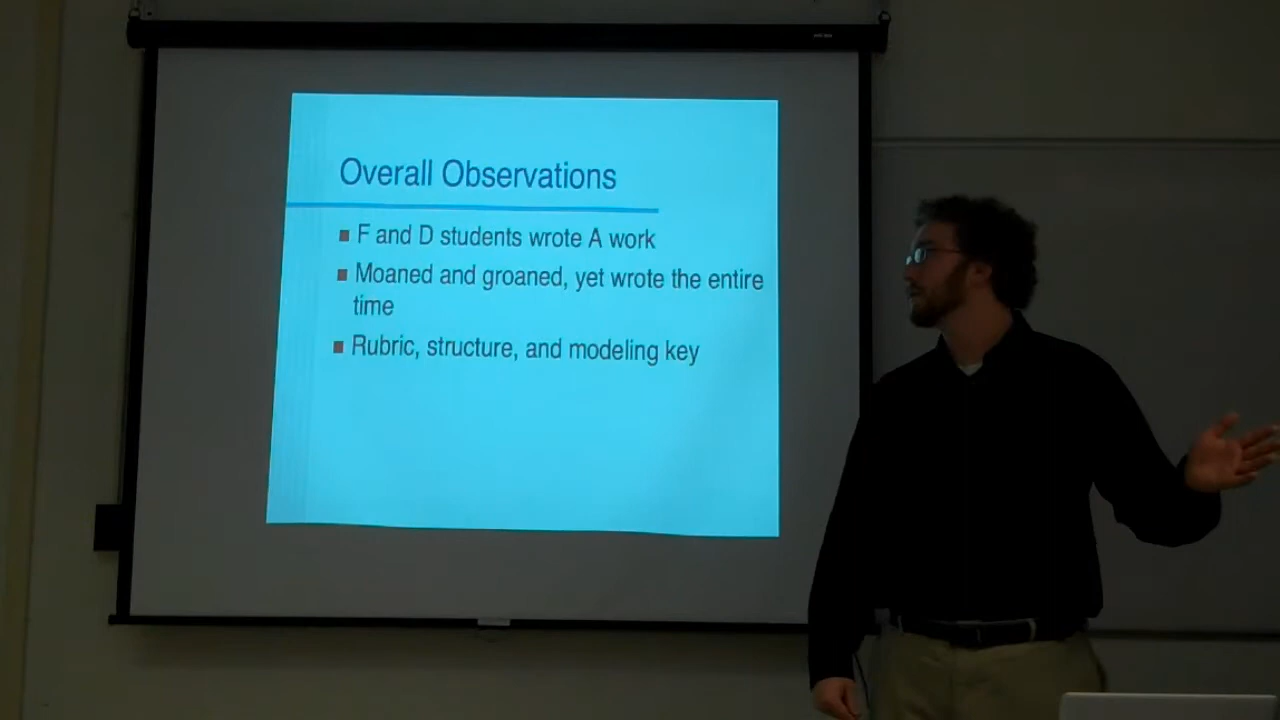 Overall Observations
F and D students wrote A work
Moaned and groaned, yet wrote the entire
time
Rubric, structure, and modeling key